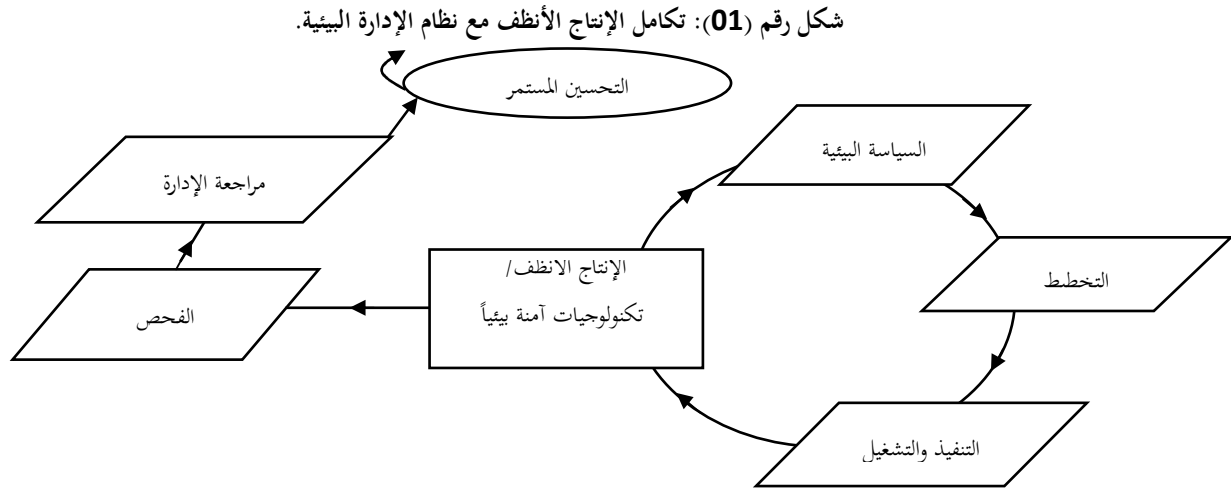 شكل رقم (01): تكامل الإنتاج الأنظف مع نظام الإدارة البيئية.
التحسين المستمر
السياسة البيئية
مراجعة الإدارة
الإنتاج الانظف/
تكنولوجيات آمنة بيئياً
التخطيط
الفحص
التنفيذ والتشغيل